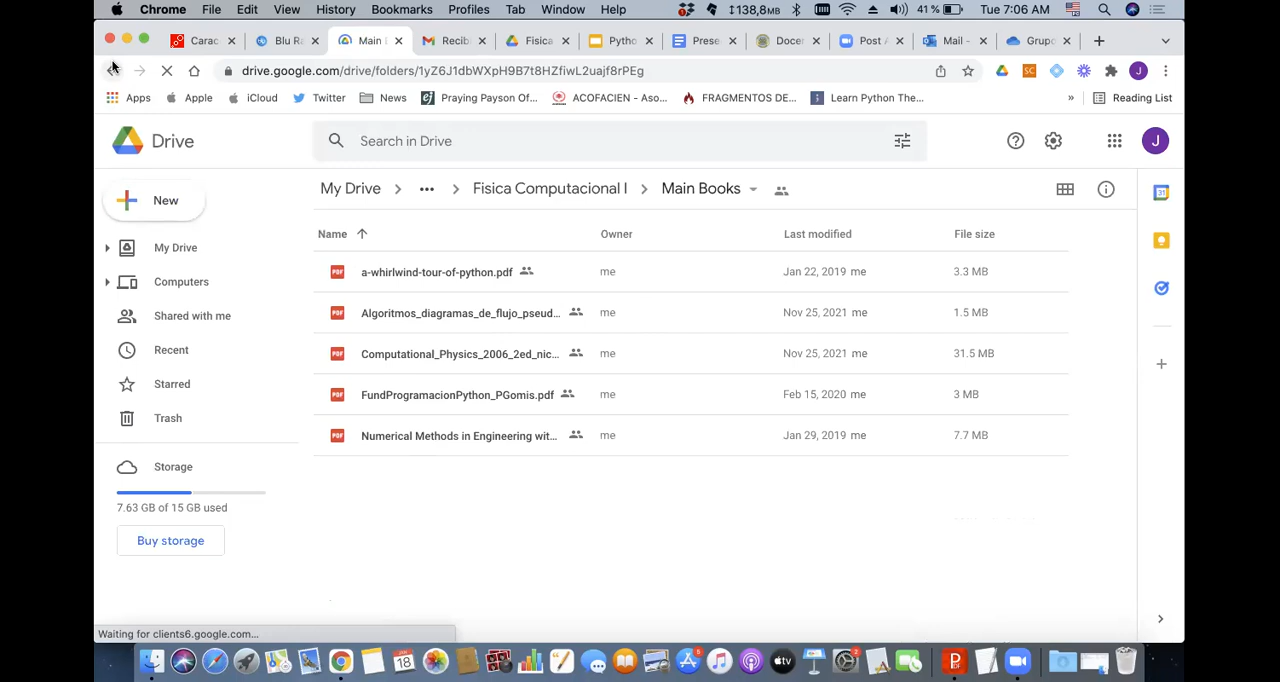 Chrome File Edit View History Bookmarks Profiles Tab Window Help 138,8MB 41% Tue 7:06 AM
Carac Blu Ra Main Recib Fisica Pytho Prese Docer Post Mail - Grupo
drive.google.com/drive/folders/1yZ6J1dbWXpH9B7t8HZfiwL2uajf8rPEg J
Apps Apple iCloud Twitter News Praying Payson Of... ACOFACIEN - Aso... FRAGMENTOS DE... Learn Python The... » Reading List
Drive Search in Drive J
My Drive > ... > Fisica Computacional I > Main Books
New
Name Owner Last modified File size
My Drive
Computers
Shared with me
Recent
Starred
Trash
Storage
7.63 GB of 15 GB used
Buy storage
a-whirlwind-tour-of-python.pdf me Jan 22, 2019 me 3.3 MB
Algoritmos_diagramas_de_flujo_pseud... me Nov 25, 2021 me 1.5 MB
Computational_Physics_2006_2ed_nic... me Nov 25, 2021 me 31.5 MB
FundProgramacionPython_PGomis.pdf me Feb 15, 2020 me 3 MB
Numerical Methods in Engineering wit... me Jan 29, 2019 me 7.7 MB
Waiting for clients6.google.com...